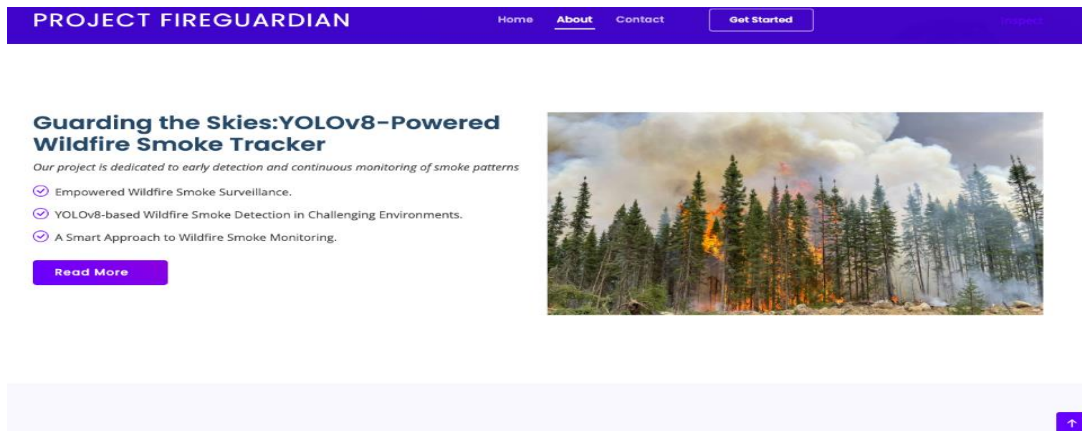 PROJECT FIREGUARDIAN
Home About Contact Get Started Inspect
Guarding the Skies:YOLOv8-Powered
Wildfire Smoke Tracker
Our project is dedicated to early detection and continuous monitoring of smoke patterns
Empowered Wildfire Smoke Surveillance.
YOLOv8-based Wildfire Smoke Detection in Challenging Environments.
A Smart Approach to Wildfire Smoke Monitoring.
Read More